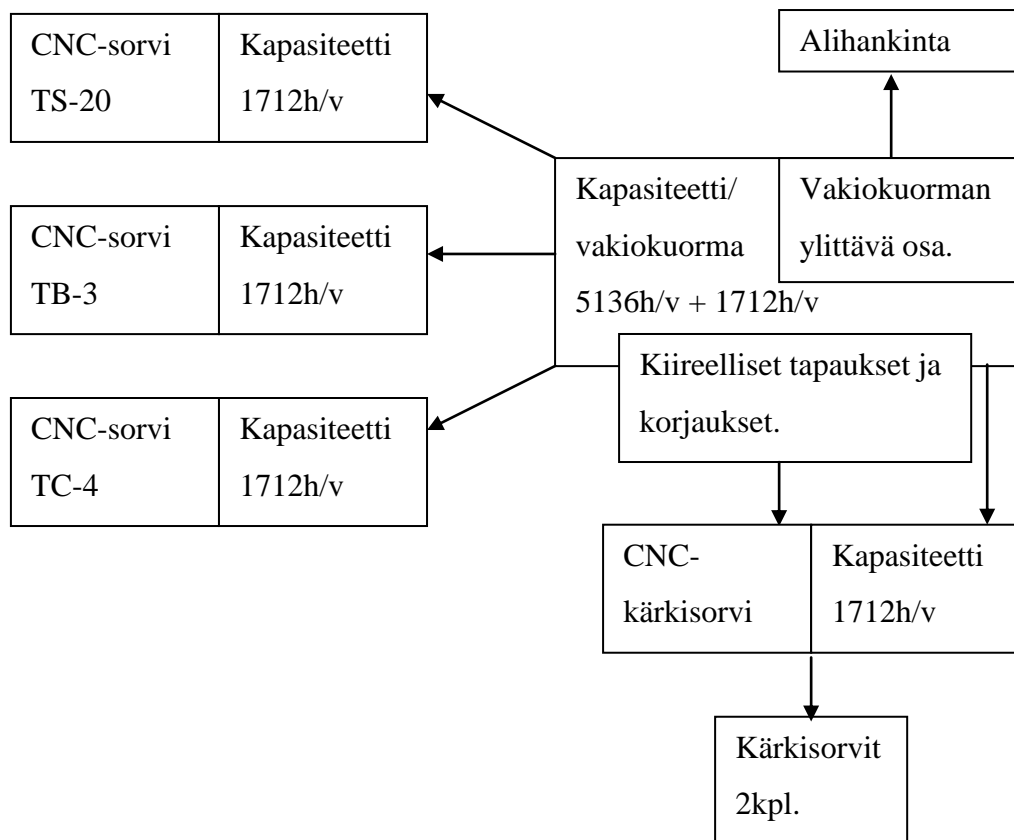 CNC-sorvi
TS-20
Kapasiteetti
1712h/v
Alihankinta
CNC-sorvi
TB-3
Kapasiteetti
1712h/v
Kapasiteetti/
vakiokuorma
5136h/v + 1712h/v
Vakiokuorman
ylittävä osa.
Kiireelliset tapaukset ja
korjaukset.
CNC-sorvi
TC-4
Kapasiteetti
1712h/v
CNC-
kärkisorvi
Kapasiteetti
1712h/v
Kärkisorvit
2kpl.